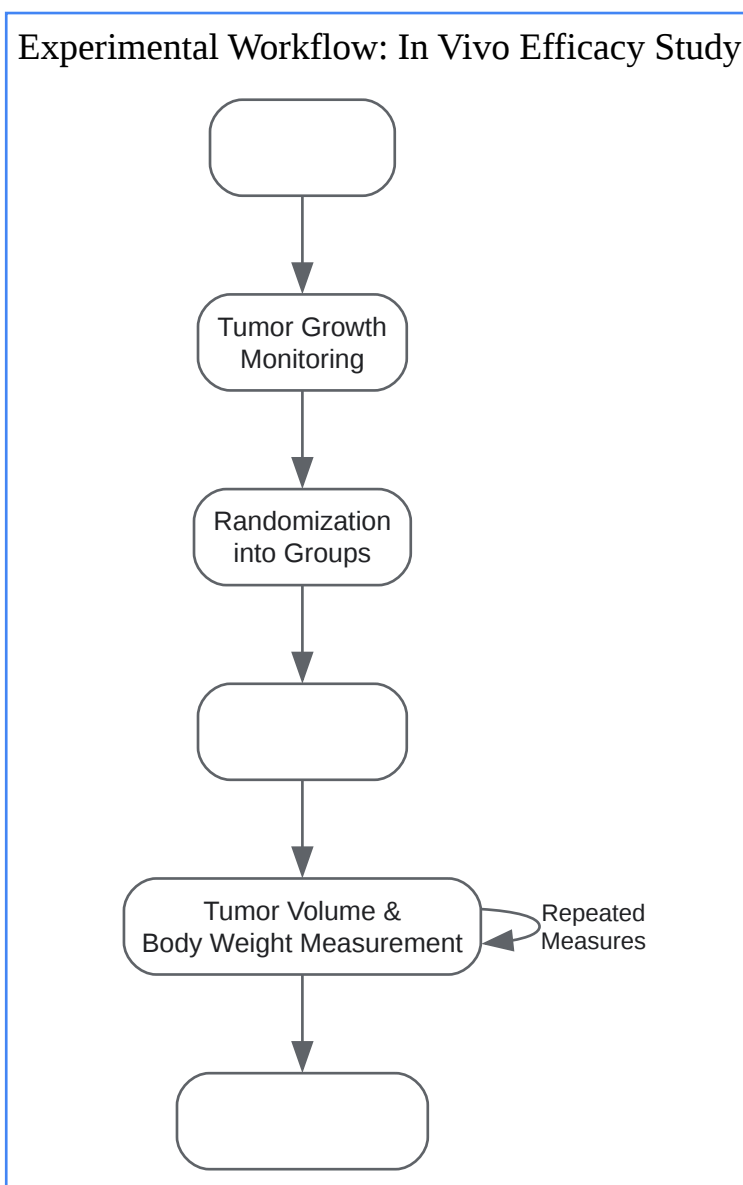 Experimental Workflow: In Vivo Efficacy Study
Tumor Growth
Monitoring
Randomization
into Groups
Tumor Volume &
Body Weight Measurement
Repeated
Measures